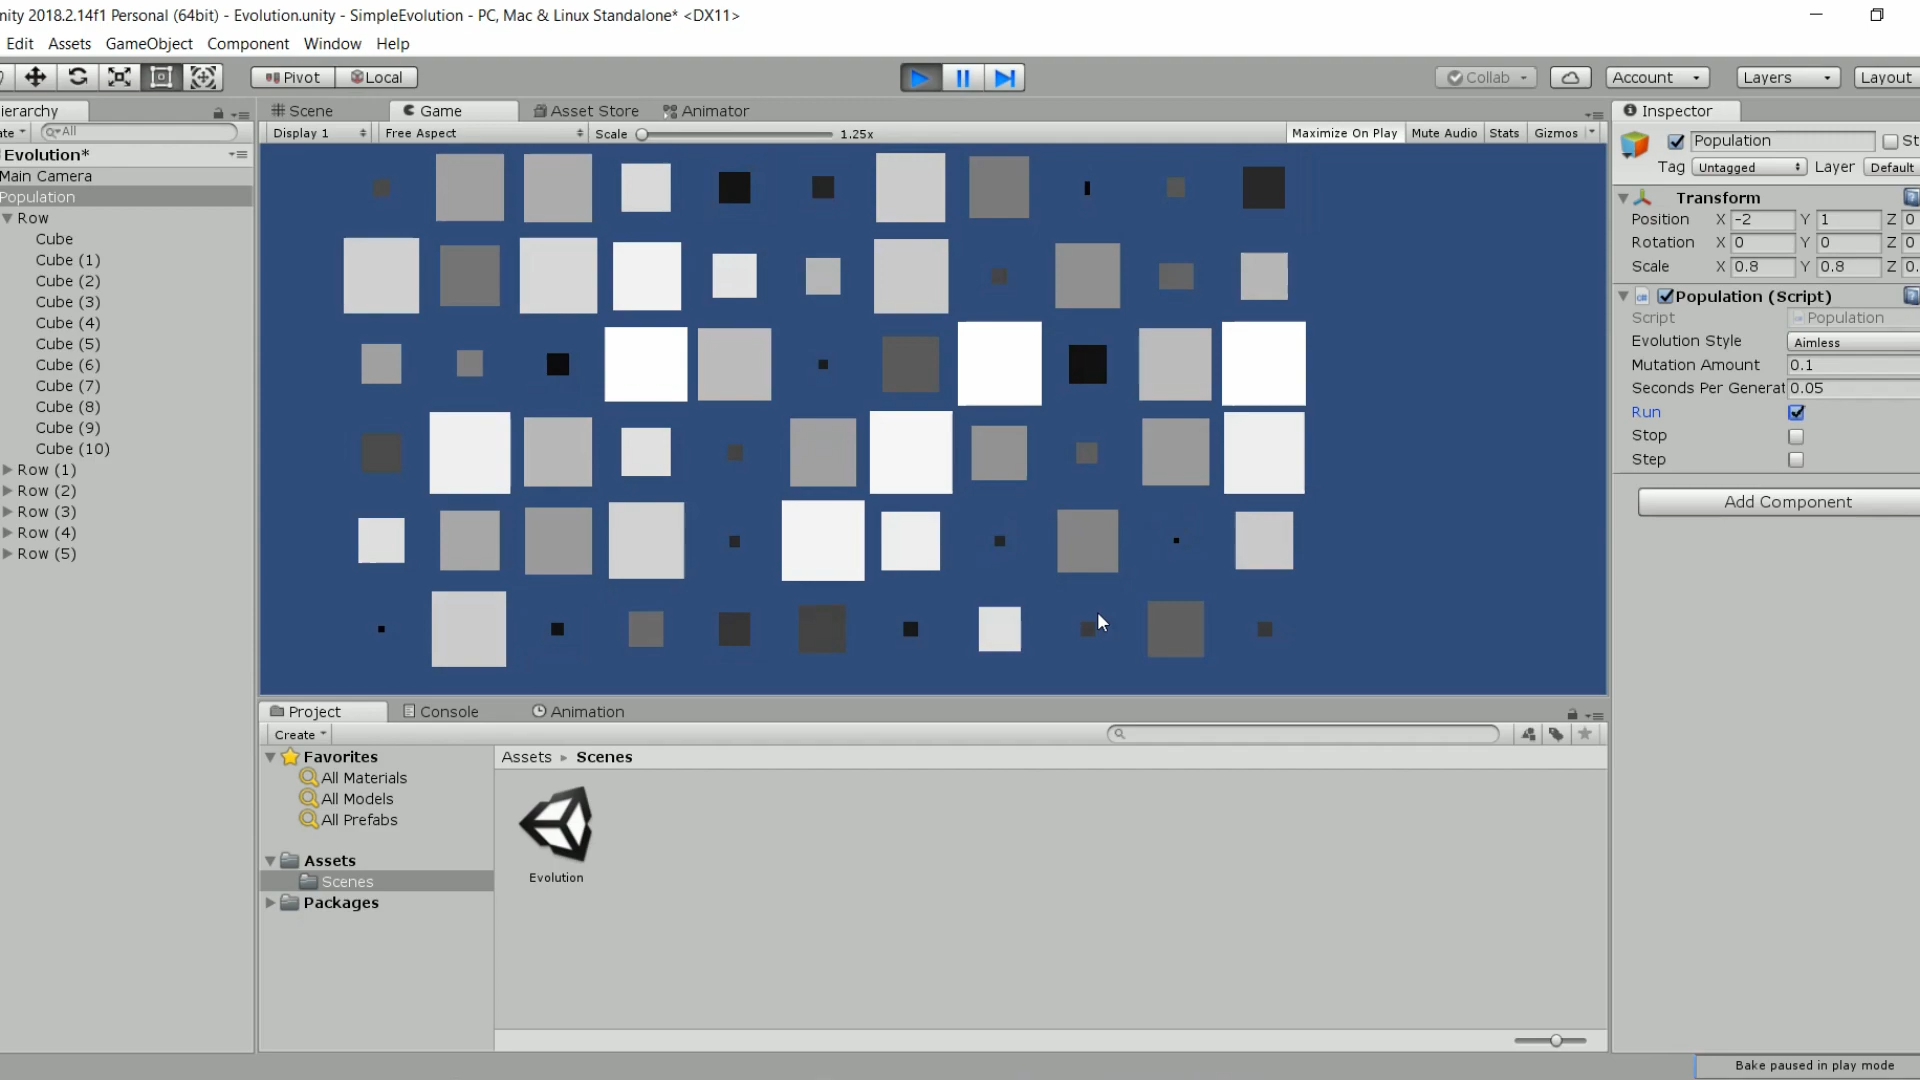 nity 2018.2.14f1 Personal (64bit) - Evolution.unity - SimpleEvolution - PC, Mac & Linux Standalone* <DX11>
Edit Assets GameObject Component Window Help
Pivot Local Collab Account Layers Layout
ierarchy
ate All
Evolution*
Main Camera
Population
Row
Cube
Cube (1)
Cube (2)
Cube (3)
Cube (4)
Cube (5)
Cube (6)
Cube (7)
Cube (8)
Cube (9)
Cube (10)
Row (1)
Row (2)
Row (3)
Row (4)
Row (5)
Scene Game Asset Store Animator
Display 1 Free Aspect Scale 1.25x Maximize On Play Mute Audio Stats Gizmos
Inspector
Population St
Tag Untagged Layer Default
Transform
Position X -2 Y 1 Z 0
Rotation X 0 Y 0 Z 0
Scale X 0.8 Y 0.8 Z 0.
Population (Script)
Script Population
Evolution Style Aimless
Mutation Amount 0.1
Seconds Per Generat 0.05
Run
Stop
Step
Add Component
Project Console Animation
Create
Favorites
All Materials
All Models
All Prefabs
Assets
Scenes
Packages
Assets Scenes
Evolution
Bake paused in play mode